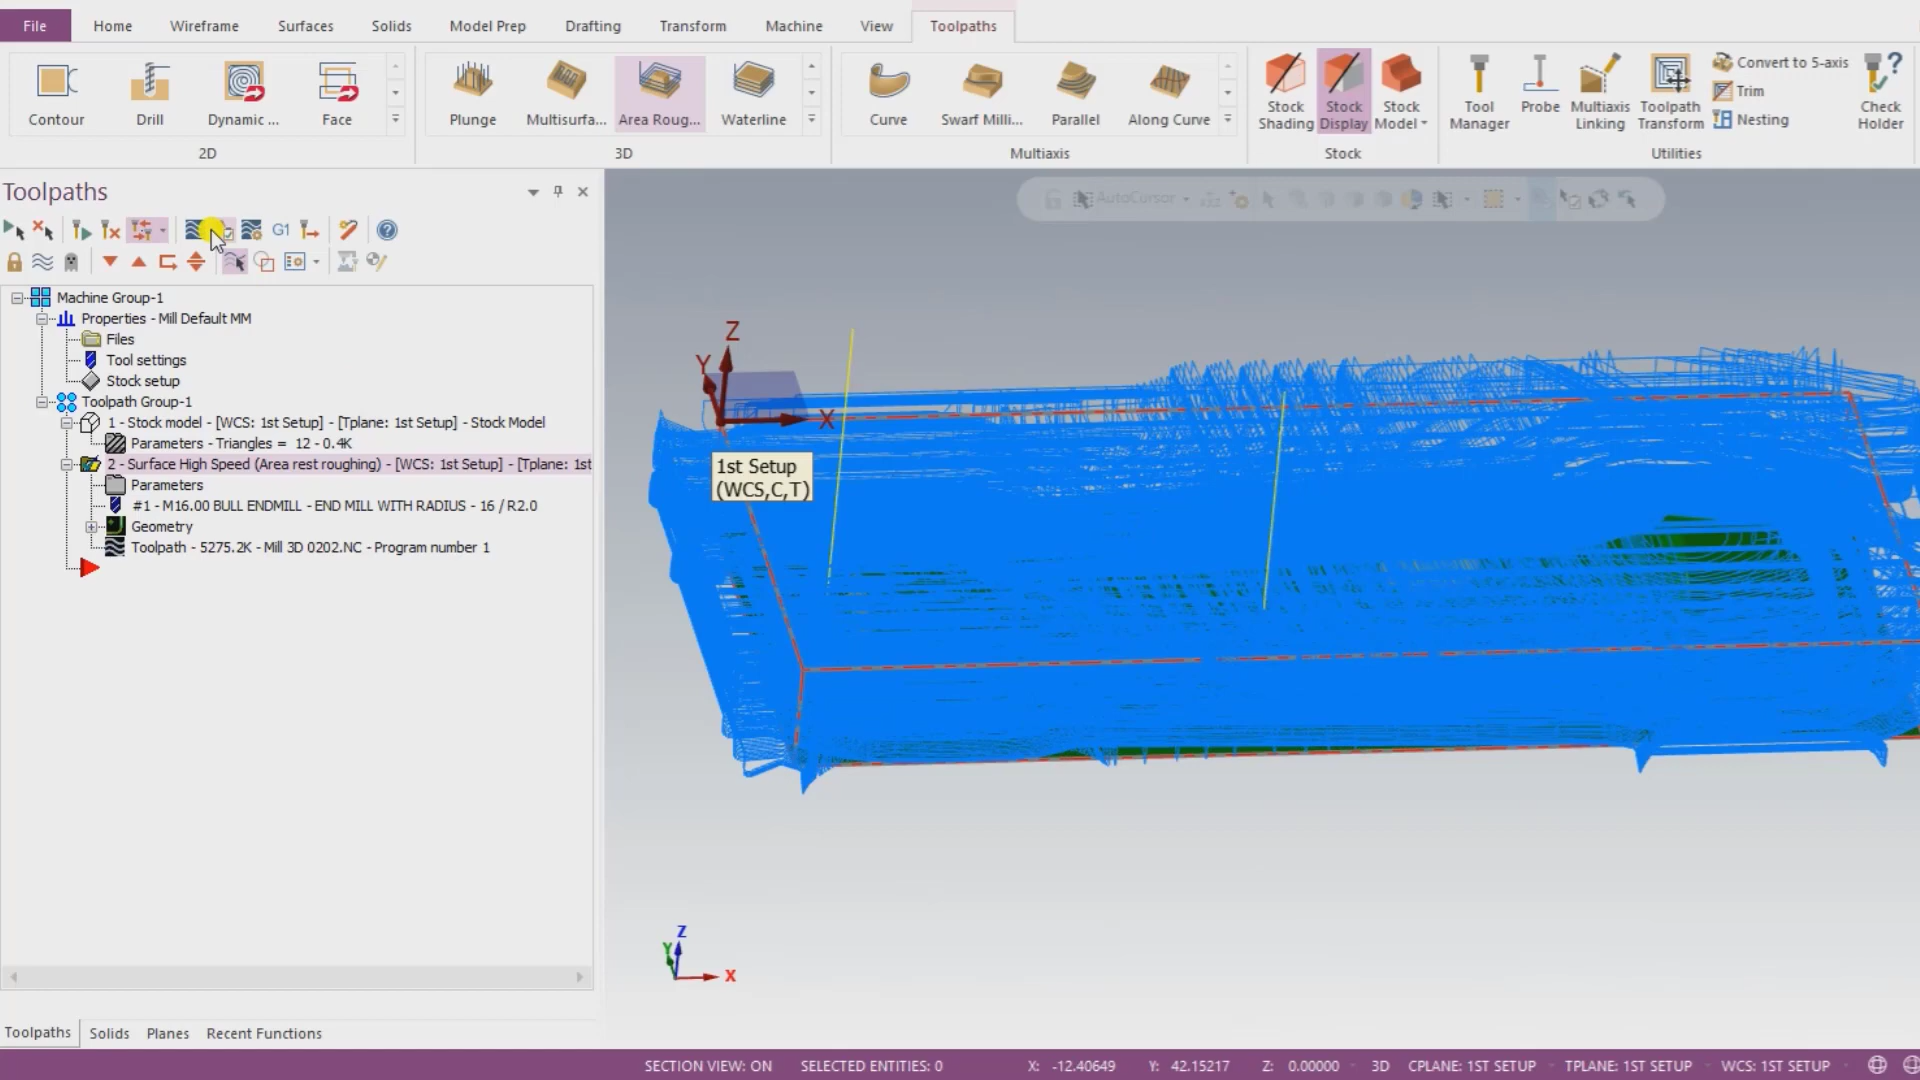 File Home Wireframe Surfaces Solids Model Prep Drafting Transform Machine View Toolpaths
Contour Drill Dynamic ... Face
Plunge Multisurfa... Area Roug... Waterline
Curve Swarf Milli... Parallel Along Curve
Stock Shading Stock Display Stock Model
Tool Manager Probe Multiaxis Linking Toolpath Transform
Convert to 5-axis
Trim
Nesting
Check Holder
2D 3D Multiaxis Stock Utilities
Toolpaths
G1
Machine Group-1
Properties - Mill Default MM
Files
Tool settings
Stock setup
Toolpath Group-1
1 - Stock model - [WCS: 1st Setup] - [Tplane: 1st Setup] - Stock Model
Parameters - Triangles = 12 - 0.4K
2 - Surface High Speed (Area rest roughing) - [WCS: 1st Setup] - [Tplane: 1st
Parameters
#1 - M16.00 BULL ENDMILL - END MILL WITH RADIUS - 16 / R2.0
Geometry
Toolpath - 5275.2K - Mill 3D 0202.NC - Program number 1
AutoCursor
Z
Y
X
1st Setup
(WCS,C,T)
Z
Y
X
Toolpaths Solids Planes Recent Functions
SECTION VIEW: ON SELECTED ENTITIES: 0 X: -12.40649 Y: 42.15217 Z: 0.00000 3D CPLANE: 1ST SETUP TPLANE: 1ST SETUP WCS: 1ST SETUP